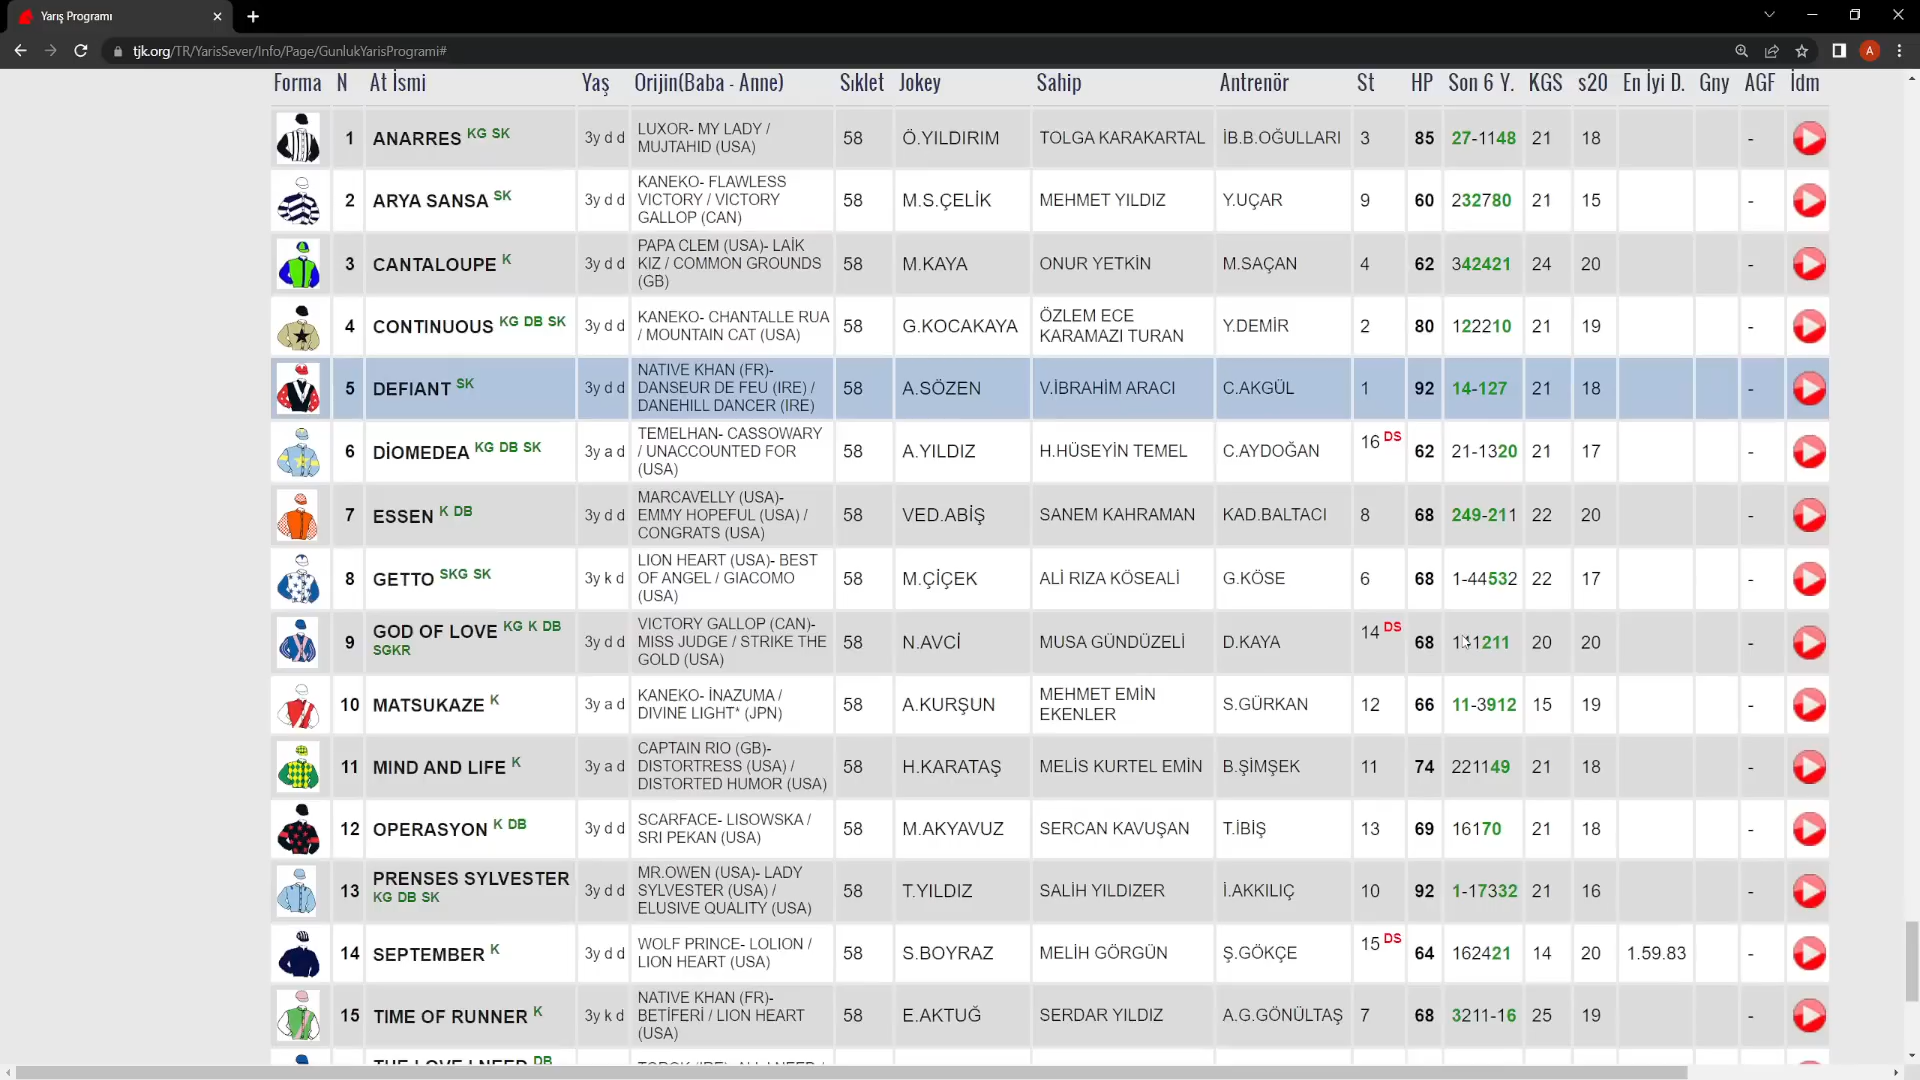 Yarış Programı
tjk.org/TR/YarisSever/Info/Page/GunlukYarisProgrami#
A
Forma N At İsmi Yaş Orijin(Baba - Anne) Sıklet Jokey Sahip Antrenör St HP Son 6 Y. KGS s20 En İyi D. Gny AGF İdm
1 ANARRES KG SK 3y d d LUXOR- MY LADY / MUJTAHID (USA) 58 Ö.YILDIRIM TOLGA KARAKARTAL İB.B.OĞULLARI 3 85 27-1148 21 18 -
2 ARYA SANSA SK 3y d d KANEKO- FLAWLESS VICTORY / VICTORY GALLOP (CAN) 58 M.S.ÇELİK MEHMET YILDIZ Y.UÇAR 9 60 232780 21 15 -
3 CANTALOUPE K 3y d d PAPA CLEM (USA)- LAİK KIZ / COMMON GROUNDS (GB) 58 M.KAYA ONUR YETKİN M.SAÇAN 4 62 342421 24 20 -
4 CONTINUOUS KG DB SK 3y d d KANEKO- CHANTALLE RUA / MOUNTAIN CAT (USA) 58 G.KOCAKAYA ÖZLEM ECE KARAMAZI TURAN Y.DEMİR 2 80 122210 21 19 -
5 DEFIANT SK 3y d d NATIVE KHAN (FR)- DANSEUR DE FEU (IRE) / DANEHILL DANCER (IRE) 58 A.SÖZEN V.İBRAHİM ARACI C.AKGÜL 1 92 14-127 21 18 -
6 DİOMEDEA KG DB SK 3y a d TEMELHAN- CASSOWARY / UNACCOUNTED FOR (USA) 58 A.YILDIZ H.HÜSEYİN TEMEL C.AYDOĞAN 16 DS 62 21-1320 21 17 -
7 ESSEN K DB 3y d d MARCAVELLY (USA)- EMMY HOPEFUL (USA) / CONGRATS (USA) 58 VED.ABİŞ SANEM KAHRAMAN KAD.BALTACI 8 68 249-211 22 20 -
8 GETTO SKG SK 3y k d LION HEART (USA)- BEST OF ANGEL / GIACOMO (USA) 58 M.ÇİÇEK ALİ RIZA KÖSEALİ G.KÖSE 6 68 1-44532 22 17 -
9 GOD OF LOVE KG K DB SGKR 3y d d VICTORY GALLOP (CAN)- MISS JUDGE / STRIKE THE GOLD (USA) 58 N.AVCİ MUSA GÜNDÜZELİ D.KAYA 14 DS 68 20 20 -
10 MATSUKAZE K 3y a d KANEKO- İNAZUMA / DIVINE LIGHT* (JPN) 58 A.KURŞUN MEHMET EMİN EKENLER S.GÜRKAN 12 66 11-3912 15 19 -
11 MIND AND LIFE K 3y a d CAPTAIN RIO (GB)- DISTORTRESS (USA) / DISTORTED HUMOR (USA) 58 H.KARATAŞ MELİS KURTEL EMİN B.ŞİMŞEK 11 74 221149 21 18 -
12 OPERASYON K DB 3y d d SCARFACE- LISOWSKA / SRI PEKAN (USA) 58 M.AKYAVUZ SERCAN KAVUŞAN T.İBİŞ 13 69 16170 21 18 -
13 PRENSES SYLVESTER KG DB SK 3y d d MR.OWEN (USA)- LADY SYLVESTER (USA) / ELUSIVE QUALITY (USA) 58 T.YILDIZ SALİH YILDIZER İ.AKKILIÇ 10 92 1-17332 21 16 -
14 SEPTEMBER K 3y d d WOLF PRINCE- LOLION / LION HEART (USA) 58 S.BOYRAZ MELİH GÖRGÜN Ş.GÖKÇE 15 DS 64 162421 14 20 1.59.83 -
15 TIME OF RUNNER K 3y k d NATIVE KHAN (FR)- BETİFERİ / LION HEART (USA) 58 E.AKTUĞ SERDAR YILDIZ A.G.GÖNÜLTAŞ 7 68 3211-16 25 19 -
DB